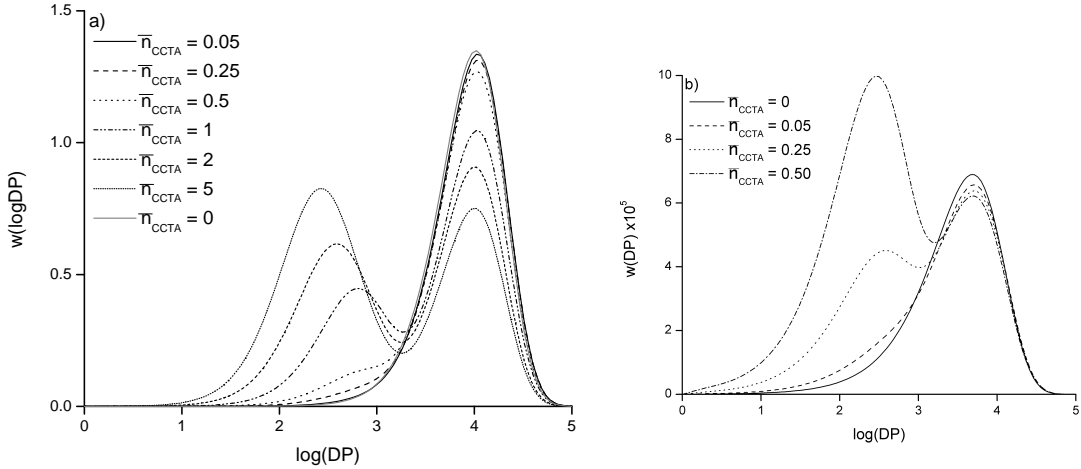 a)
n̅CCTA = 0.05
n̅CCTA = 0.25
n̅CCTA = 0.5
n̅CCTA = 1
n̅CCTA = 2
n̅CCTA = 5
n̅CCTA = 0
w(logDP)
1.5
1.0
0.5
0.0
0 1 2 3 4 5
log(DP)
b)
n̅CCTA = 0
n̅CCTA = 0.05
n̅CCTA = 0.25
n̅CCTA = 0.50
w(DP) x10⁵
10
8
6
4
2
0
0 1 2 3 4 5
log(DP)